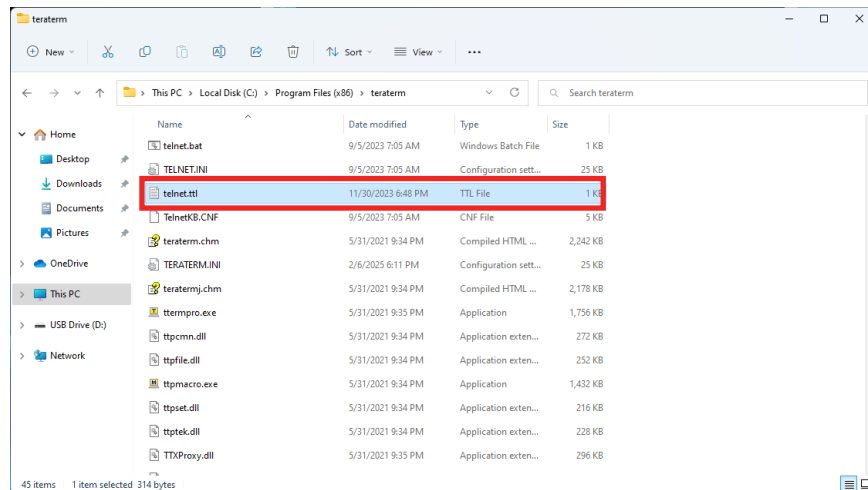 teraterm
New
Sort
View
This PC > Local Disk (C:) > Program Files (x86) > teraterm
Search teraterm
Name Date modified Type Size
Home
Desktop
Downloads
Documents
Pictures
OneDrive
This PC
USB Drive (D:)
Network
telnet.bat 9/5/2023 7:05 AM Windows Batch File 1 KB
TELNET.INI 9/5/2023 7:05 AM Configuration sett... 25 KB
telnet.ttl 11/30/2023 6:48 PM TTL File 1 KB
TelnetKB.CNF 9/5/2023 7:05 AM CNF File 5 KB
teraterm.chm 5/31/2021 9:34 PM Compiled HTML ... 2,242 KB
TERATERM.INI 2/6/2025 6:11 PM Configuration sett... 25 KB
teratermj.chm 5/31/2021 9:34 PM Compiled HTML ... 2,178 KB
ttermpro.exe 5/31/2021 9:35 PM Application 1,756 KB
ttpcmn.dll 5/31/2021 9:34 PM Application exten... 272 KB
ttpfile.dll 5/31/2021 9:34 PM Application exten... 252 KB
ttpmacro.exe 5/31/2021 9:34 PM Application 1,432 KB
ttpset.dll 5/31/2021 9:34 PM Application exten... 216 KB
ttptek.dll 5/31/2021 9:34 PM Application exten... 228 KB
TTXProxy.dll 5/31/2021 9:35 PM Application exten... 296 KB
45 items 1 item selected 314 bytes